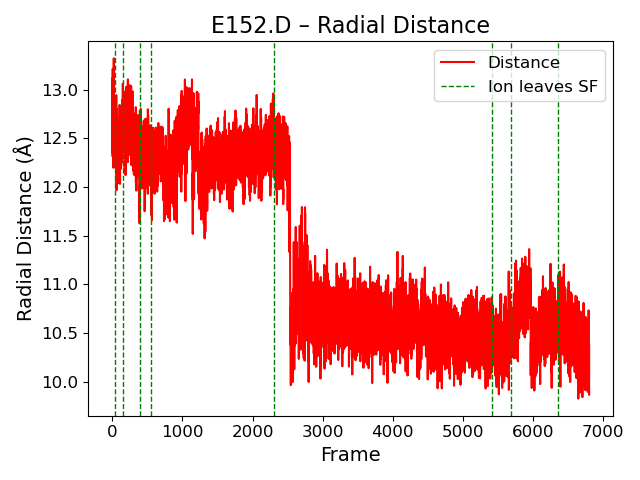 E152.D – Radial Distance
Distance
Ion leaves SF
Radial Distance (Å)
13.0
12.5
12.0
11.5
11.0
10.5
10.0
0 1000 2000 3000 4000 5000 6000 7000
Frame